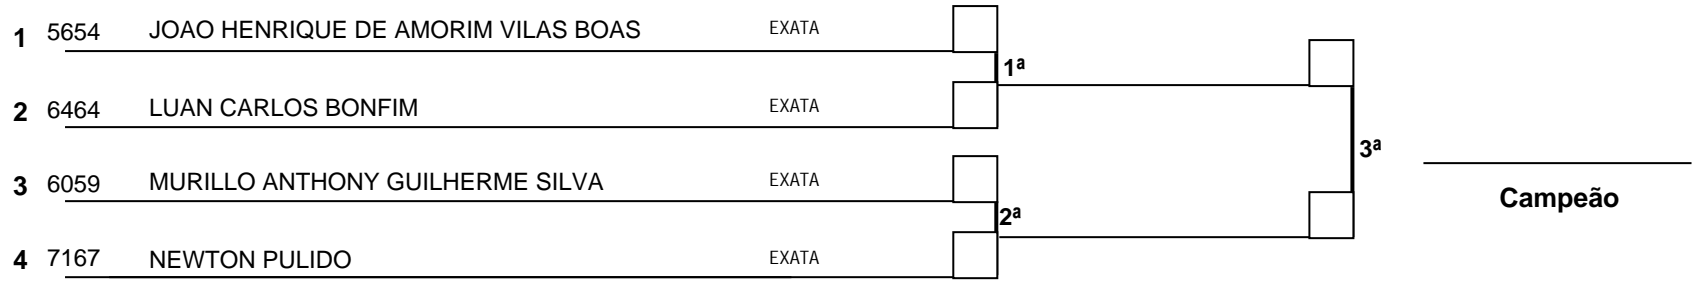 1 5654 JOAO HENRIQUE DE AMORIM VILAS BOAS EXATA
1ª
2 6464 LUAN CARLOS BONFIM EXATA
3ª
3 6059 MURILLO ANTHONY GUILHERME SILVA EXATA
Campeão
2ª
4 7167 NEWTON PULIDO EXATA